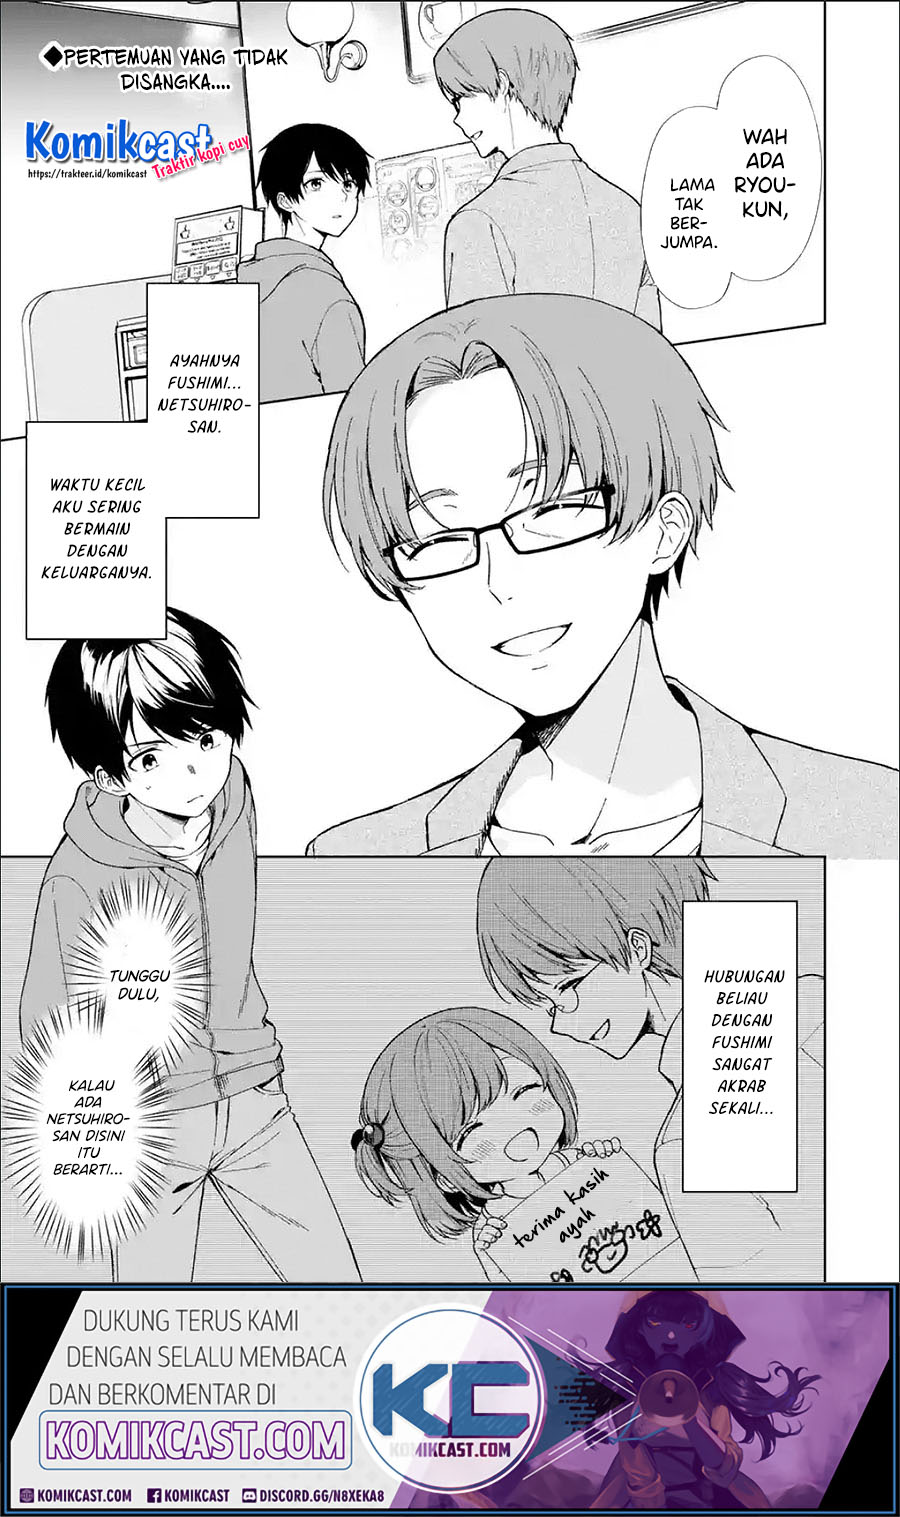 ◆PERTEMUAN YANG TIDAK
DISANGKA....
Komikcast
Traktir kopi cuy
https://trakteer.id/komikcast
WAH
ADA
RYOU-
KUN,
LAMA
TAK
BER-
JUMPA.
AYAHNYA
FUSHIMI...
NETSUHIRO-
SAN.
WAKTU KECIL
AKU SERING
BERMAIN
DENGAN
KELUARGANYA.
HUBUNGAN
BELIAU
DENGAN
FUSHIMI
SANGAT
AKRAB
SEKALI...
terima kasih
ayah
TUNGGU
DULU,
KALAU
ADA
NETSUHIRO-
SAN DISINI
ITU
BERARTI...
DUKUNG TERUS KAMI
DENGAN SELALU MEMBACA
DAN BERKOMENTAR DI
KOMIKCAST.COM
KC
KOMIKCAST.COM
KOMIKCAST.COM
KOMIKCAST
DISCORD.GG/N8XEKA8